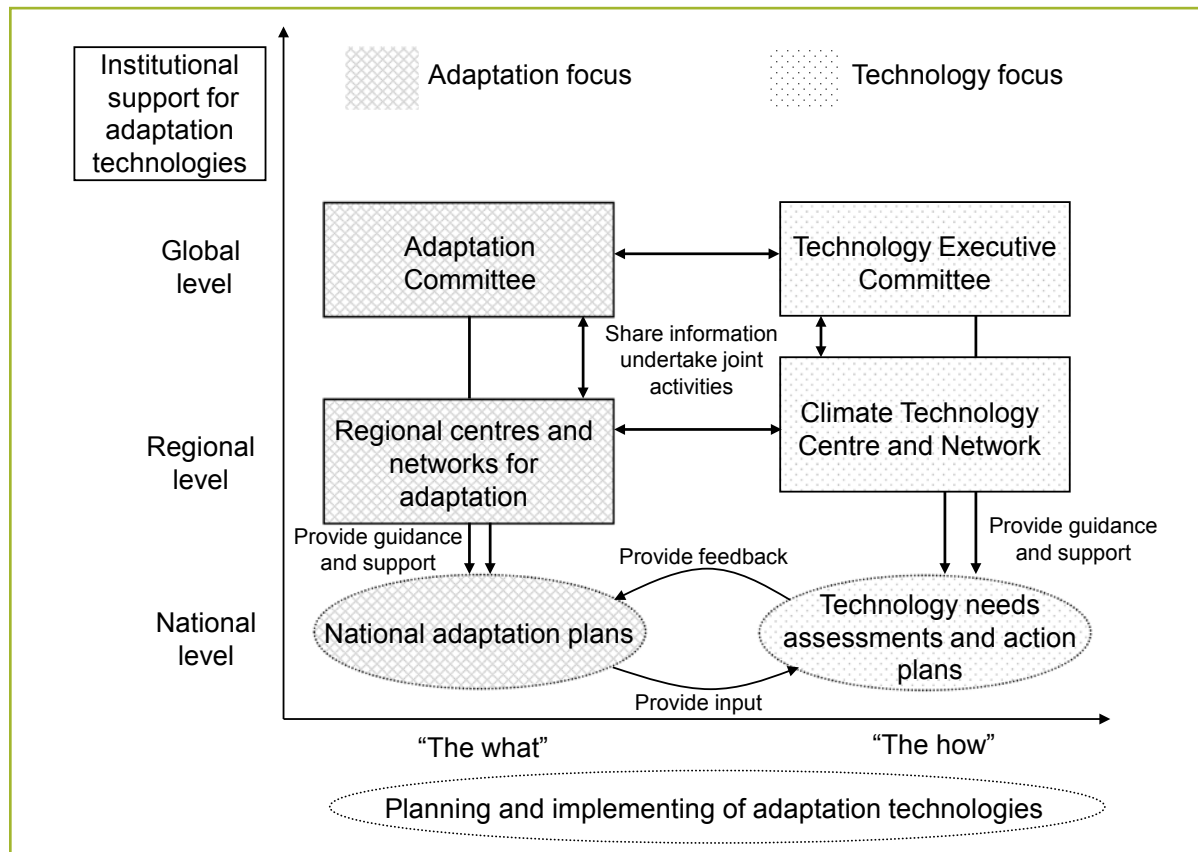 Institutional
support for
adaptation
technologies
Adaptation focus
Technology focus
Global
level
Adaptation
Committee
Technology Executive
Committee
Share information
undertake joint
activities
Regional
level
Regional centres and
networks for
adaptation
Climate Technology
Centre and Network
Provide guidance
and support
Provide guidance
and support
Provide feedback
National
level
National adaptation plans
Technology needs
assessments and action
plans
Provide input
“The what”
“The how”
Planning and implementing of adaptation technologies